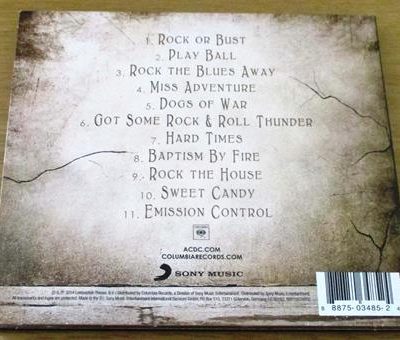 1. Rock or Bust
2. Play Ball
3. Rock the Blues Away
4. Miss Adventure
5. Dogs of War
6. Got Some Rock & Roll Thunder
7. Hard Times
8. Baptism By Fire
9. Rock the House
10. Sweet Candy
11. Emission Control
COLUMBIA
ACDC.COM
COLUMBIARECORDS.COM
SONY MUSIC
8 8875-03485-2